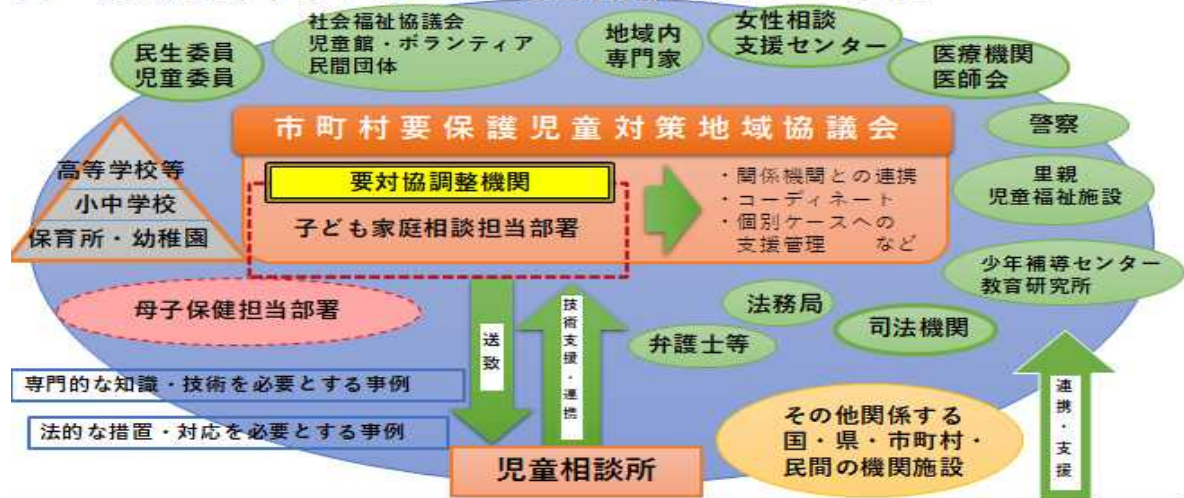 社会福祉協議会
児童館・ボランティア
民間団体
民生委員
児童委員
地域内
専門家
女性相談
支援センター
医療機関
医師会
市町村要保護児童対策地域協議会
警察
高等学校等
小中学校
保育所・幼稚園
要対協調整機関
子ども家庭相談担当部署
・関係機関との連携
・コーディネート
・個別ケースへの
支援管理 など
里親
児童福祉施設
少年補導センター
教育研究所
母子保健担当部署
送致
技術支援・連携
法務局
司法機関
弁護士等
専門的な知識・技術を必要とする事例
法的な措置・対応を必要とする事例
その他関係する
国・県・市町村・
民間の機関施設
連携・支援
児童相談所